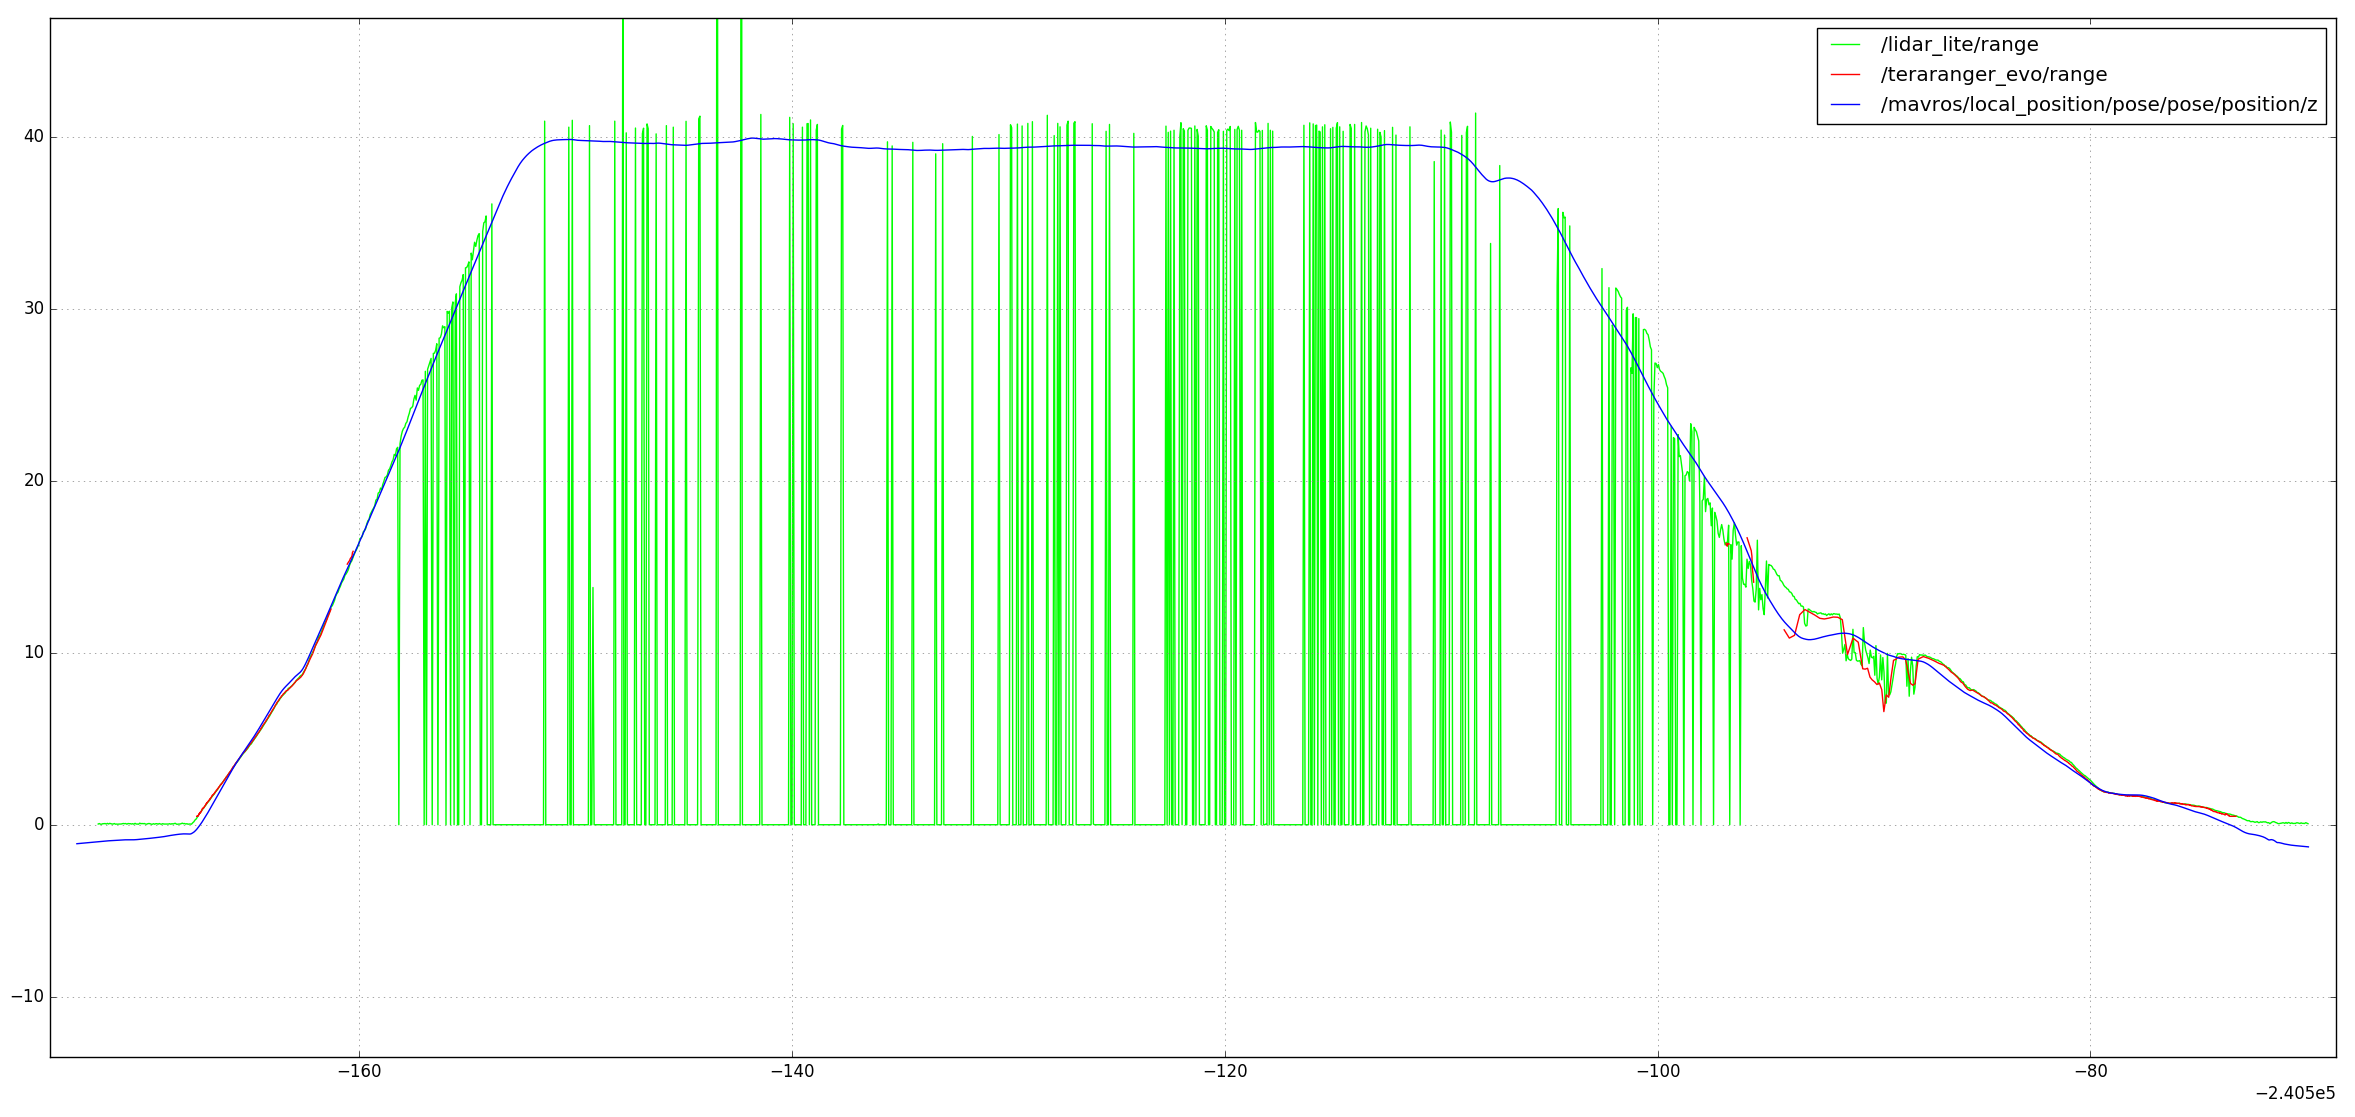 /lidar_lite/range
/teraranger_evo/range
/mavros/local_position/pose/pose/position/z
40
30
20
10
0
−10
−160 −140 −120 −100 −80
−2.405e5